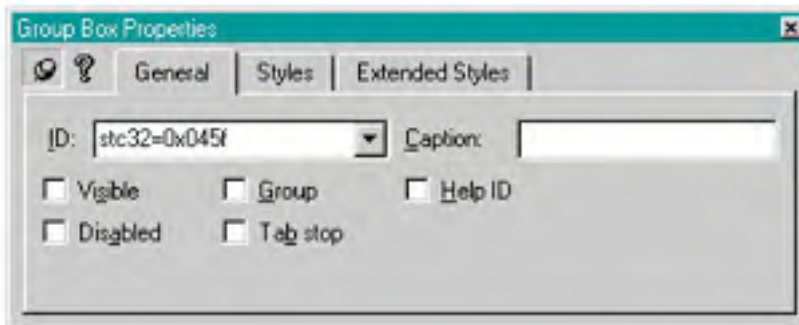 Group Box Properties
General Styles Extended Styles
ID: stc32=0x045f Caption:
Visible Group Help ID
Disabled Tab stop